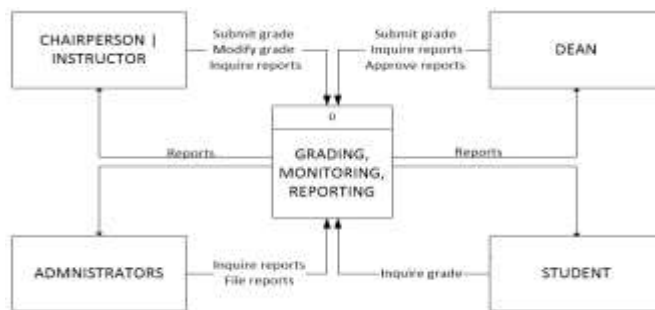 CHAIRPERSON |
INSTRUCTOR
Submit grade
Modify grade
Inquire reports
Submit grade
Inquire reports
Approve reports
DEAN
0
GRADING,
MONITORING,
REPORTING
Reports
Reports
ADMNISTRATORS
Inquire reports
File reports
Inquire grade
STUDENT